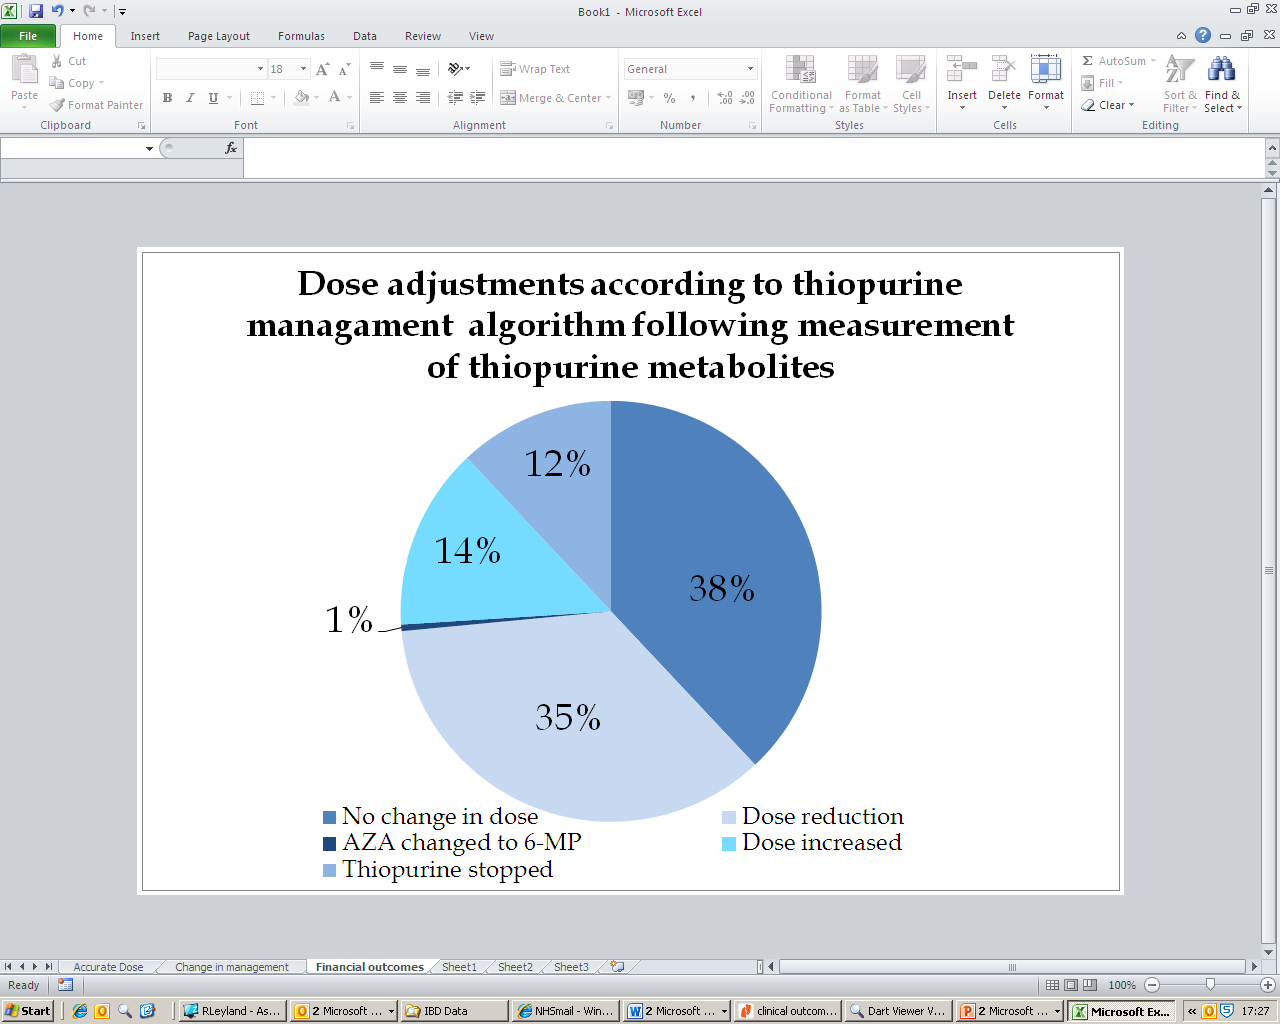 Book1 - Microsoft Excel
File Home Insert Page Layout Formulas Data Review View
Paste Cut Copy Format Painter Clipboard
18 Font
Wrap Text Merge & Center Alignment
General Number
Conditional Formatting Format as Table Cell Styles Styles
Insert Delete Format Cells
AutoSum Fill Clear Sort & Filter Find & Select Editing
Dose adjustments according to thiopurine
managament algorithm following measurement
of thiopurine metabolites
12%
14%
38%
1%
35%
No change in dose Dose reduction
AZA changed to 6-MP Dose increased
Thiopurine stopped
Accurate Dose Change in management Financial outcomes Sheet1 Sheet2 Sheet3
Ready 100%
Start RLeyland - As... 2 Microsoft ... IBD Data NHSmail - Win... 2 Microsoft ... clinical outcom... Dart Viewer V... 2 Microsoft ... Microsoft Ex... 17:27